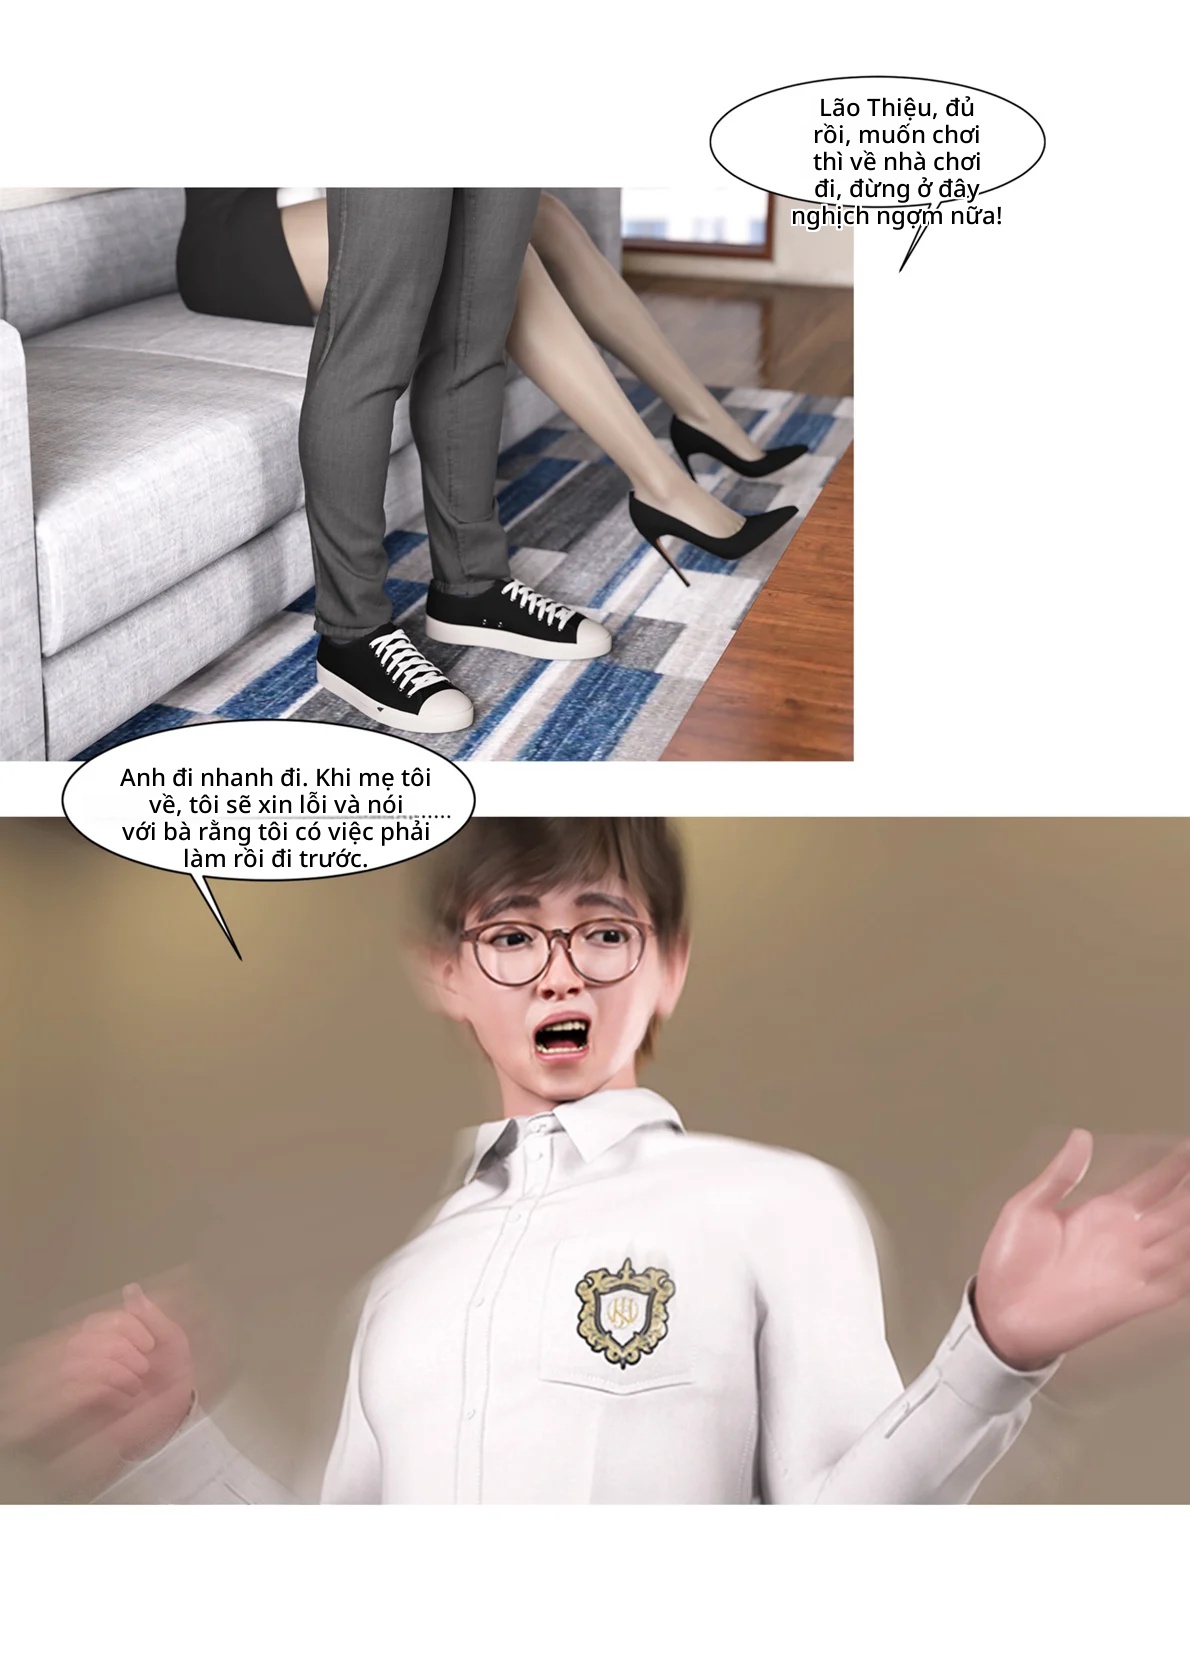 Lão Thiệu, đủ
rồi, muốn chơi
thì về nhà chơi
đi, đừng ở đây
nghịch ngợm nữa!
Anh đi nhanh đi. Khi mẹ tôi
về, tôi sẽ xin lỗi và nói
với bà rằng tôi có việc phải
làm rồi đi trước.